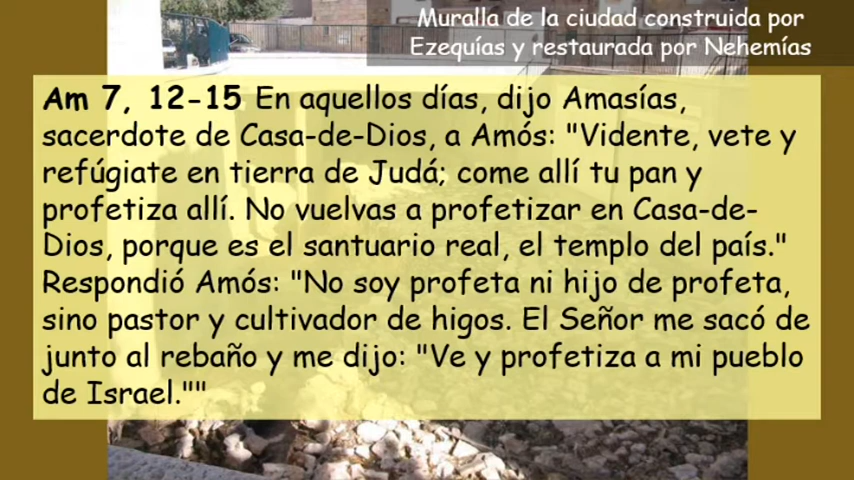 Muralla de la ciudad construida por
Ezequías y restaurada por Nehemías
Am 7, 12-15 En aquellos días, dijo Amasías,
sacerdote de Casa-de-Dios, a Amós: "Vidente, vete y
refúgiate en tierra de Judá; come allí tu pan y
profetiza allí. No vuelvas a profetizar en Casa-de-
Dios, porque es el santuario real, el templo del país."
Respondió Amós: "No soy profeta ni hijo de profeta,
sino pastor y cultivador de higos. El Señor me sacó de
junto al rebaño y me dijo: "Ve y profetiza a mi pueblo
de Israel.""